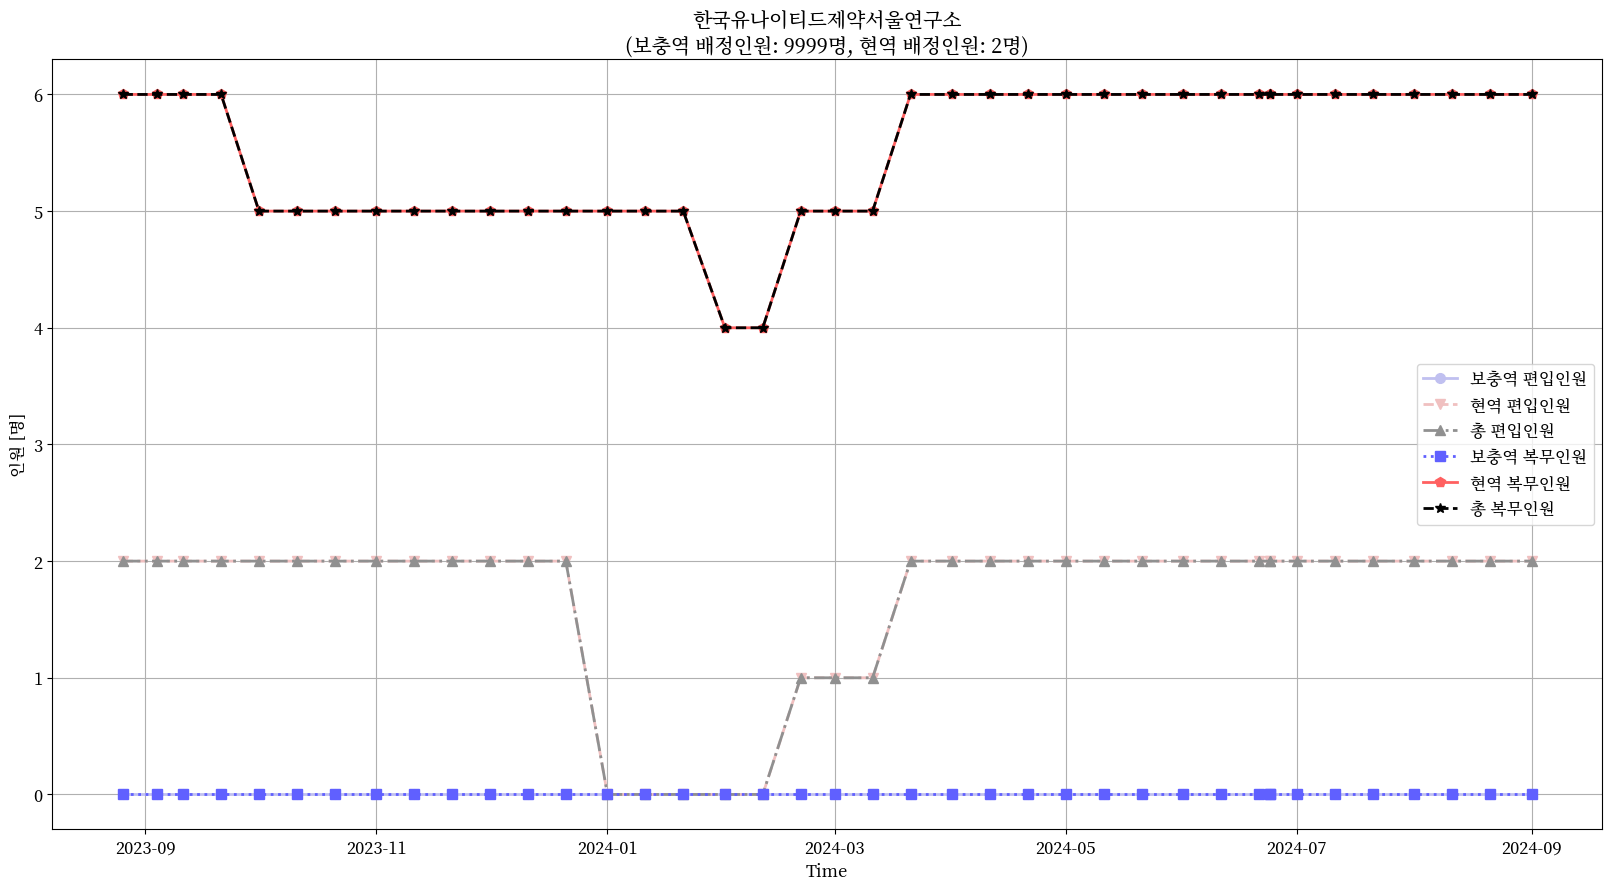 한국유나이티드제약서울연구소
(보충역 배정인원: 9999명, 현역 배정인원: 2명)
인원 [명]
6
5
4
3
2
1
0
보충역 편입인원
현역 편입인원
총 편입인원
보충역 복무인원
현역 복무인원
총 복무인원
2023-09
2023-11
2024-01
2024-03
2024-05
2024-07
2024-09
Time